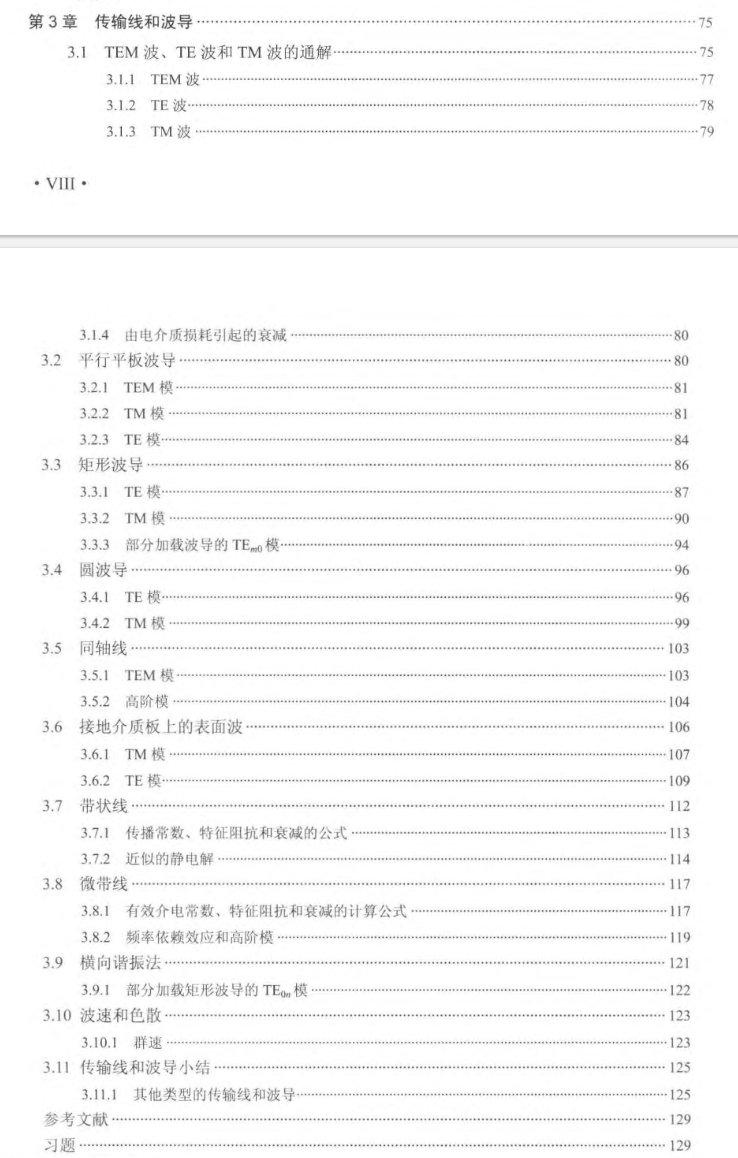 第 3 章 传输线和波导 75
3.1 TEM 波、TE 波和 TM 波的通解 75
3.1.1 TEM 波 77
3.1.2 TE 波 78
3.1.3 TM 波 79
• VIII •
3.1.4 由电介质损耗引起的衰减 80
3.2 平行平板波导 80
3.2.1 TEM 模 81
3.2.2 TM 模 81
3.2.3 TE 模 84
3.3 矩形波导 86
3.3.1 TE 模 87
3.3.2 TM 模 90
3.3.3 部分加载波导的 TEm0 模 94
3.4 圆波导 96
3.4.1 TE 模 96
3.4.2 TM 模 99
3.5 同轴线 103
3.5.1 TEM 模 103
3.5.2 高阶模 104
3.6 接地介质板上的表面波 106
3.6.1 TM 模 107
3.6.2 TE 模 109
3.7 带状线 112
3.7.1 传播常数、特征阻抗和衰减的公式 113
3.7.2 近似的静电解 114
3.8 微带线 117
3.8.1 有效介电常数、特征阻抗和衰减的计算公式 117
3.8.2 频率依赖效应和高阶模 119
3.9 横向谐振法 121
3.9.1 部分加载矩形波导的 TE0n 模 122
3.10 波速和色散 123
3.10.1 群速 123
3.11 传输线和波导小结 125
3.11.1 其他类型的传输线和波导 125
参考文献 129
习题 129